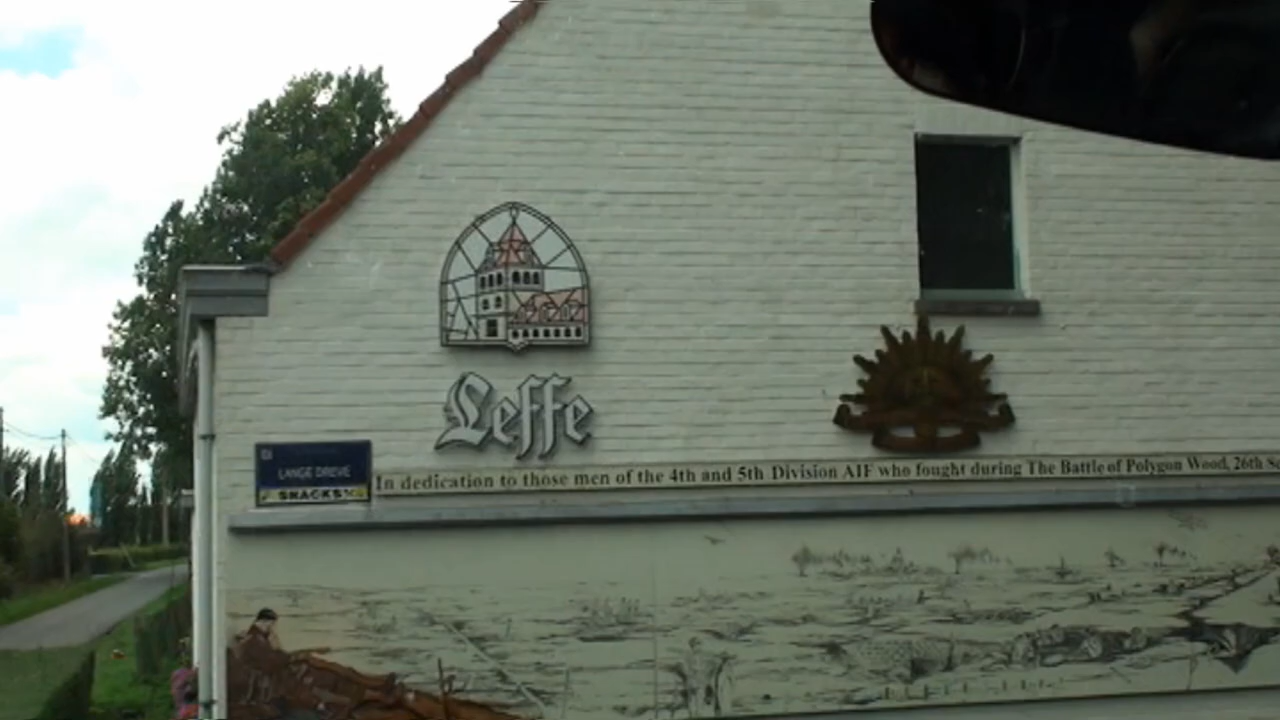 Leffe
LANGE DREVE
SNACKS
In dedication to those men of the 4th and 5th Division AIF who fought during The Battle of Polygon Wood, 26th